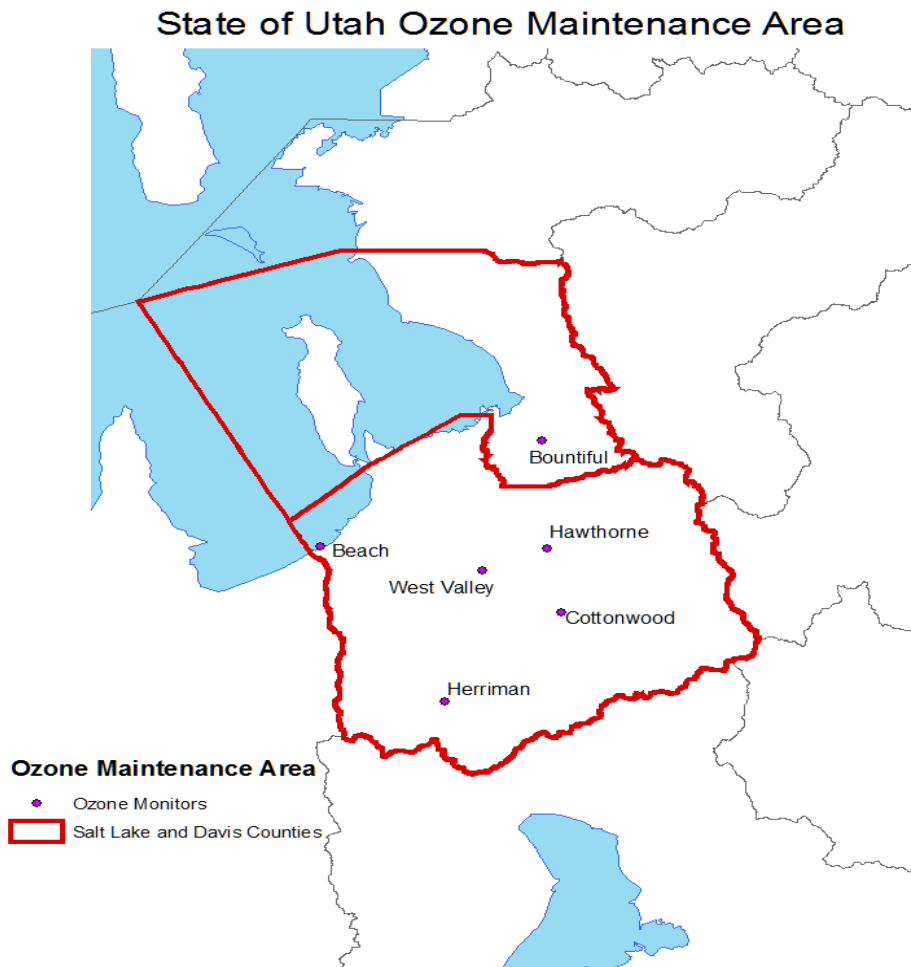 State of Utah Ozone Maintenance Area
Bountiful
Hawthorne
Beach
West Valley
Cottonwood
Herriman
Ozone Maintenance Area
Ozone Monitors
Salt Lake and Davis Counties